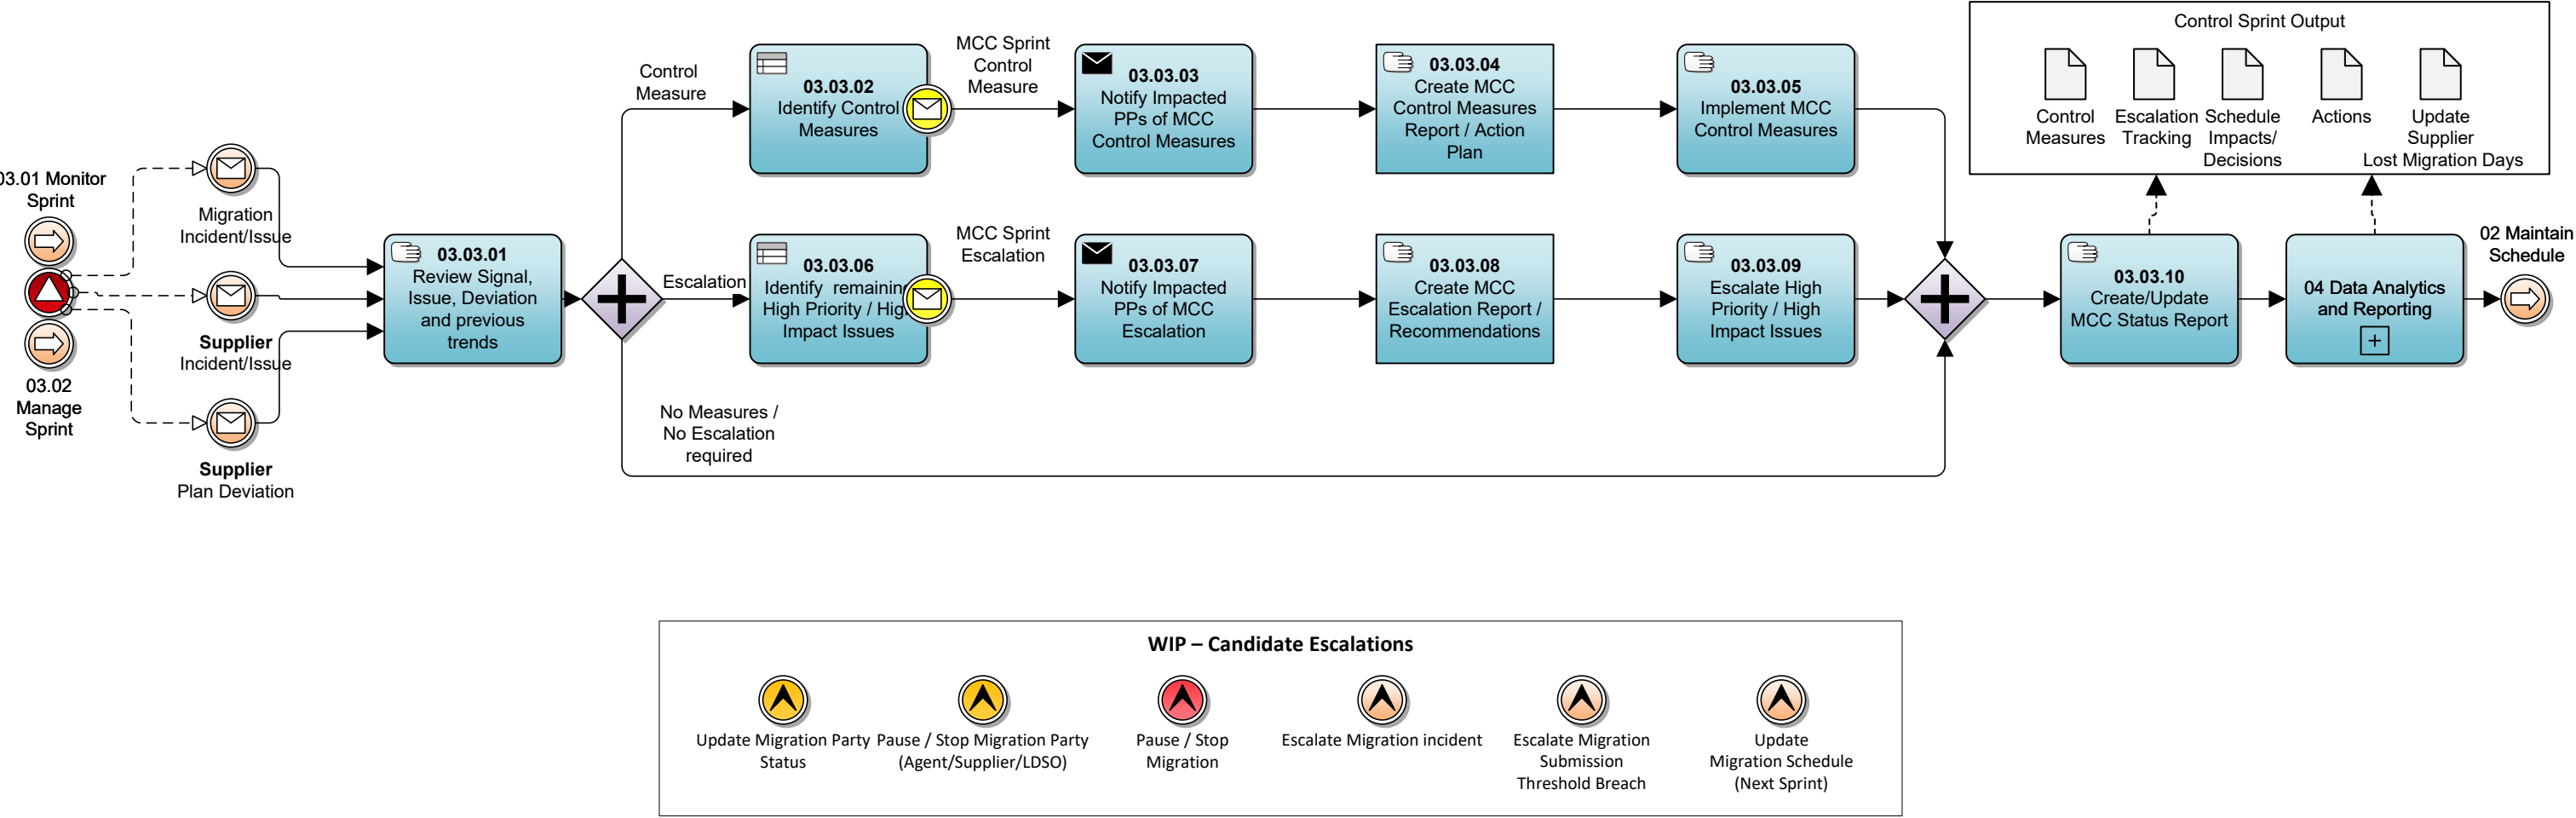 03.01 Monitor
Sprint
03.02
Manage
Sprint
Migration
Incident/Issue
Supplier
Incident/Issue
Supplier
Plan Deviation
03.03.01
Review Signal,
Issue, Deviation
and previous
trends
Control
Measure
03.03.02
Identify Control
Measures
MCC Sprint
Control
Measure
03.03.03
Notify Impacted
PPs of MCC
Control Measures
03.03.04
Create MCC
Control Measures
Report / Action
Plan
03.03.05
Implement MCC
Control Measures
Escalation
03.03.06
Identify remaining
High Priority / High
Impact Issues
MCC Sprint
Escalation
03.03.07
Notify Impacted
PPs of MCC
Escalation
03.03.08
Create MCC
Escalation Report /
Recommendations
03.03.09
Escalate High
Priority / High
Impact Issues
No Measures /
No Escalation
required
Control Sprint Output
Control
Measures
Escalation
Tracking
Schedule
Impacts/
Decisions
Actions
Update
Supplier
Lost Migration Days
03.03.10
Create/Update
MCC Status Report
04 Data Analytics
and Reporting
02 Maintain
Schedule
WIP – Candidate Escalations
Update Migration Party
Status
Pause / Stop Migration Party
(Agent/Supplier/LDSO)
Pause / Stop
Migration
Escalate Migration incident
Escalate Migration
Submission
Threshold Breach
Update
Migration Schedule
(Next Sprint)